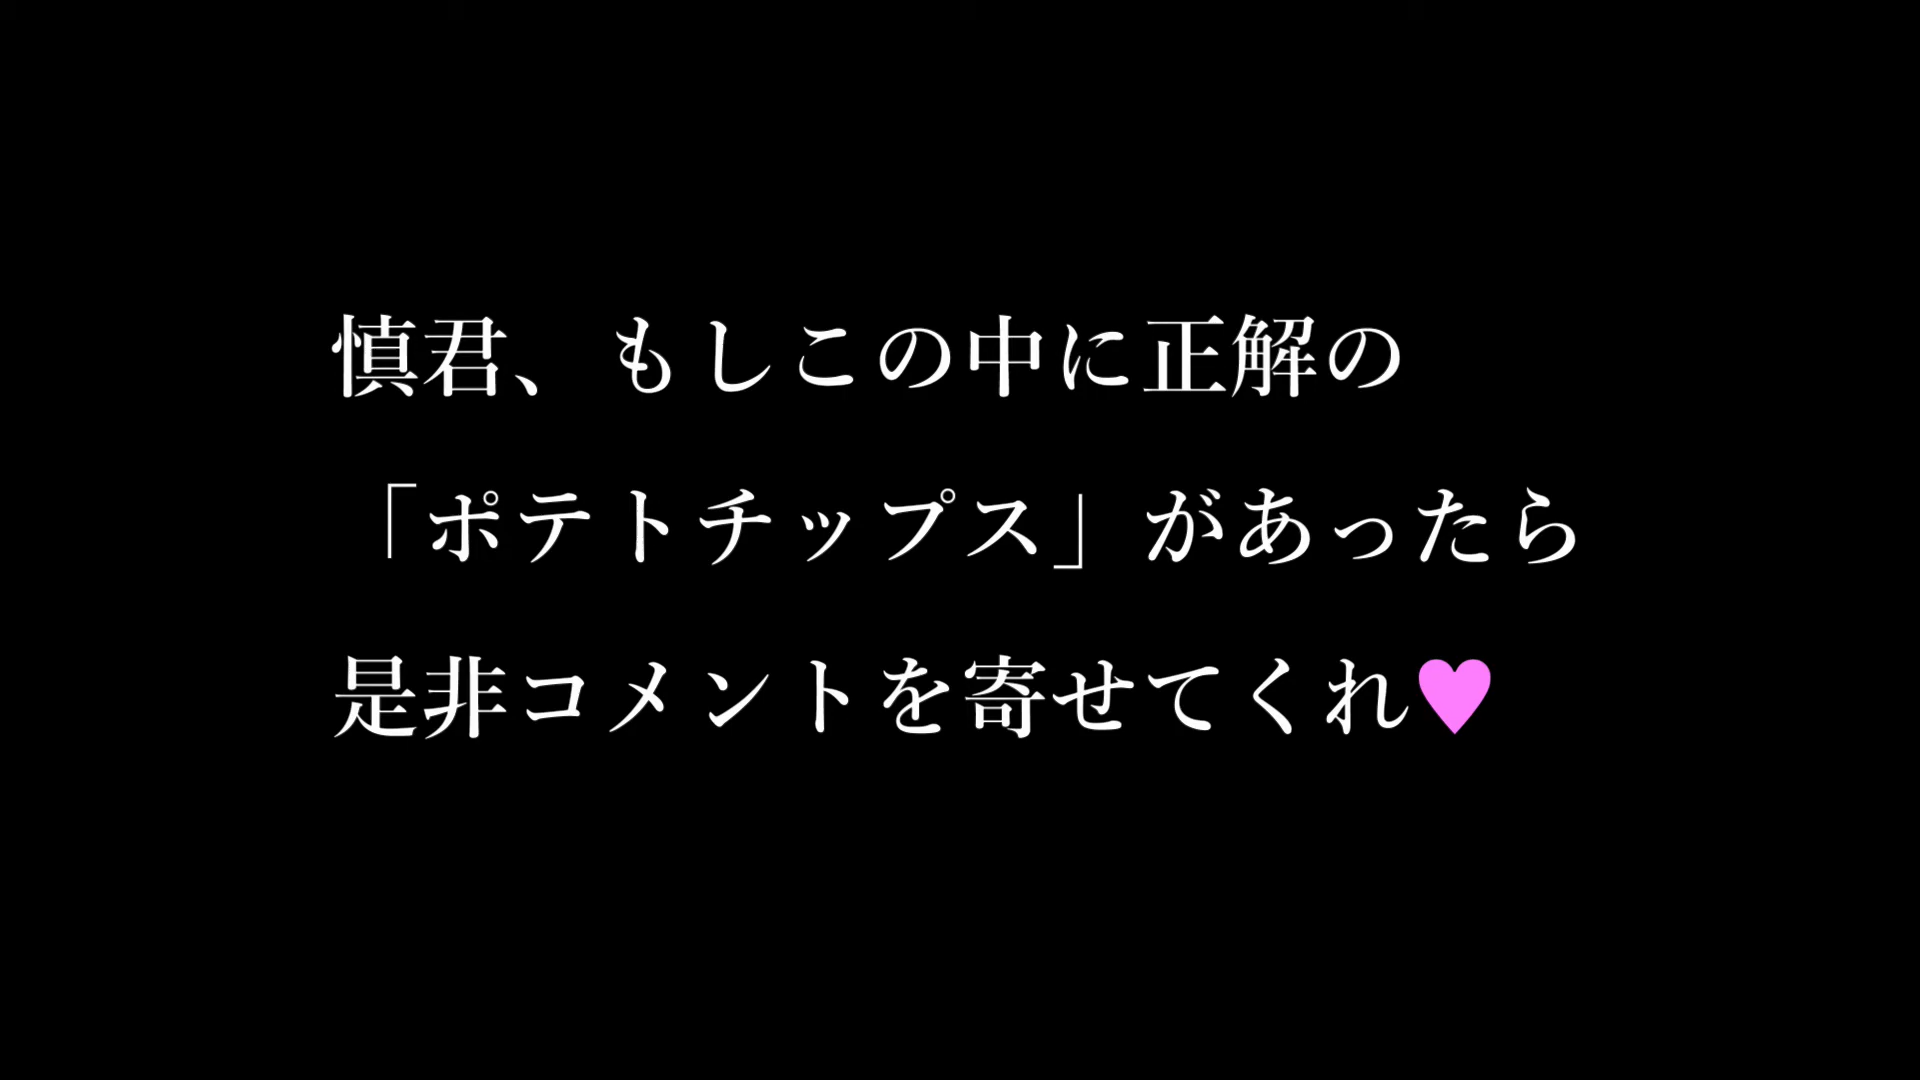 慎君、もしこの中に正解の
「ポテトチップス」があったら
是非コメントを寄せてくれ♥